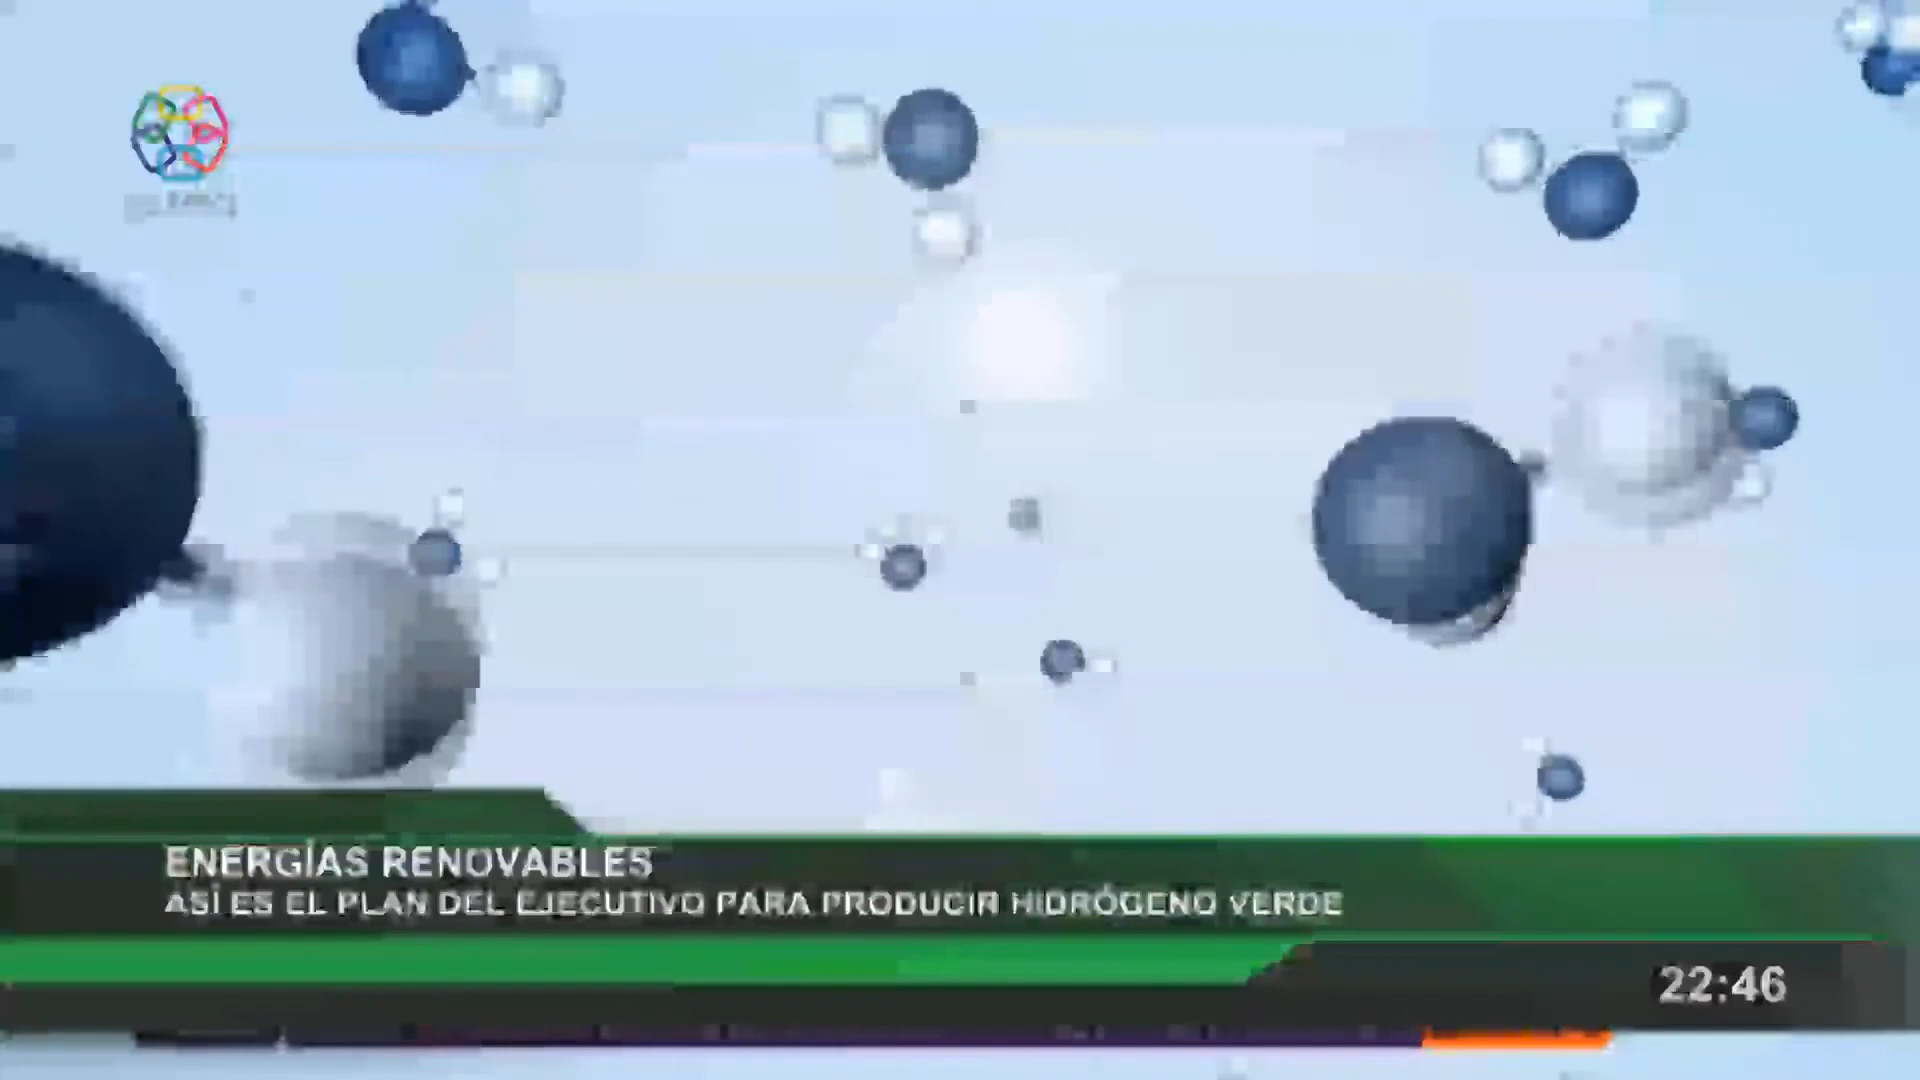 ENERGÍAS RENOVABLES
ASÍ ES EL PLAN DEL EJECUTIVO PARA PRODUCIR HIDRÓGENO VERDE
22:46